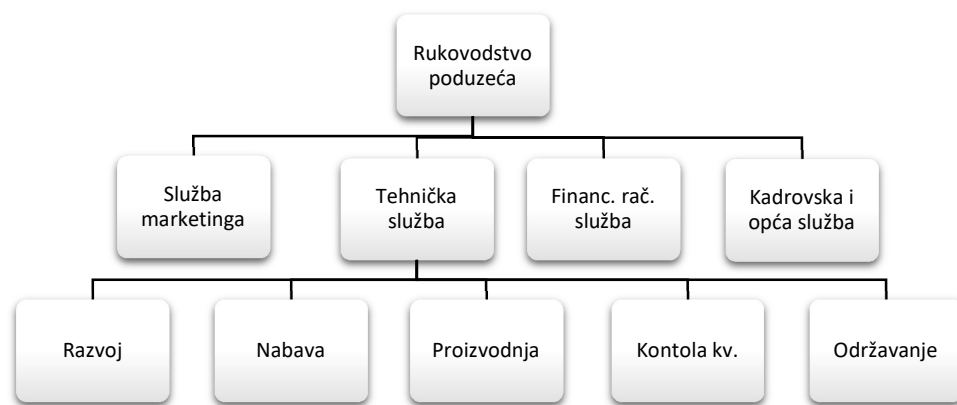 Rukovodstvo
poduzeća
Služba
marketinga
Tehnička
služba
Financ. rač.
služba
Kadrovska i
opća služba
Razvoj
Nabava
Proizvodnja
Kontola kv.
Održavanje